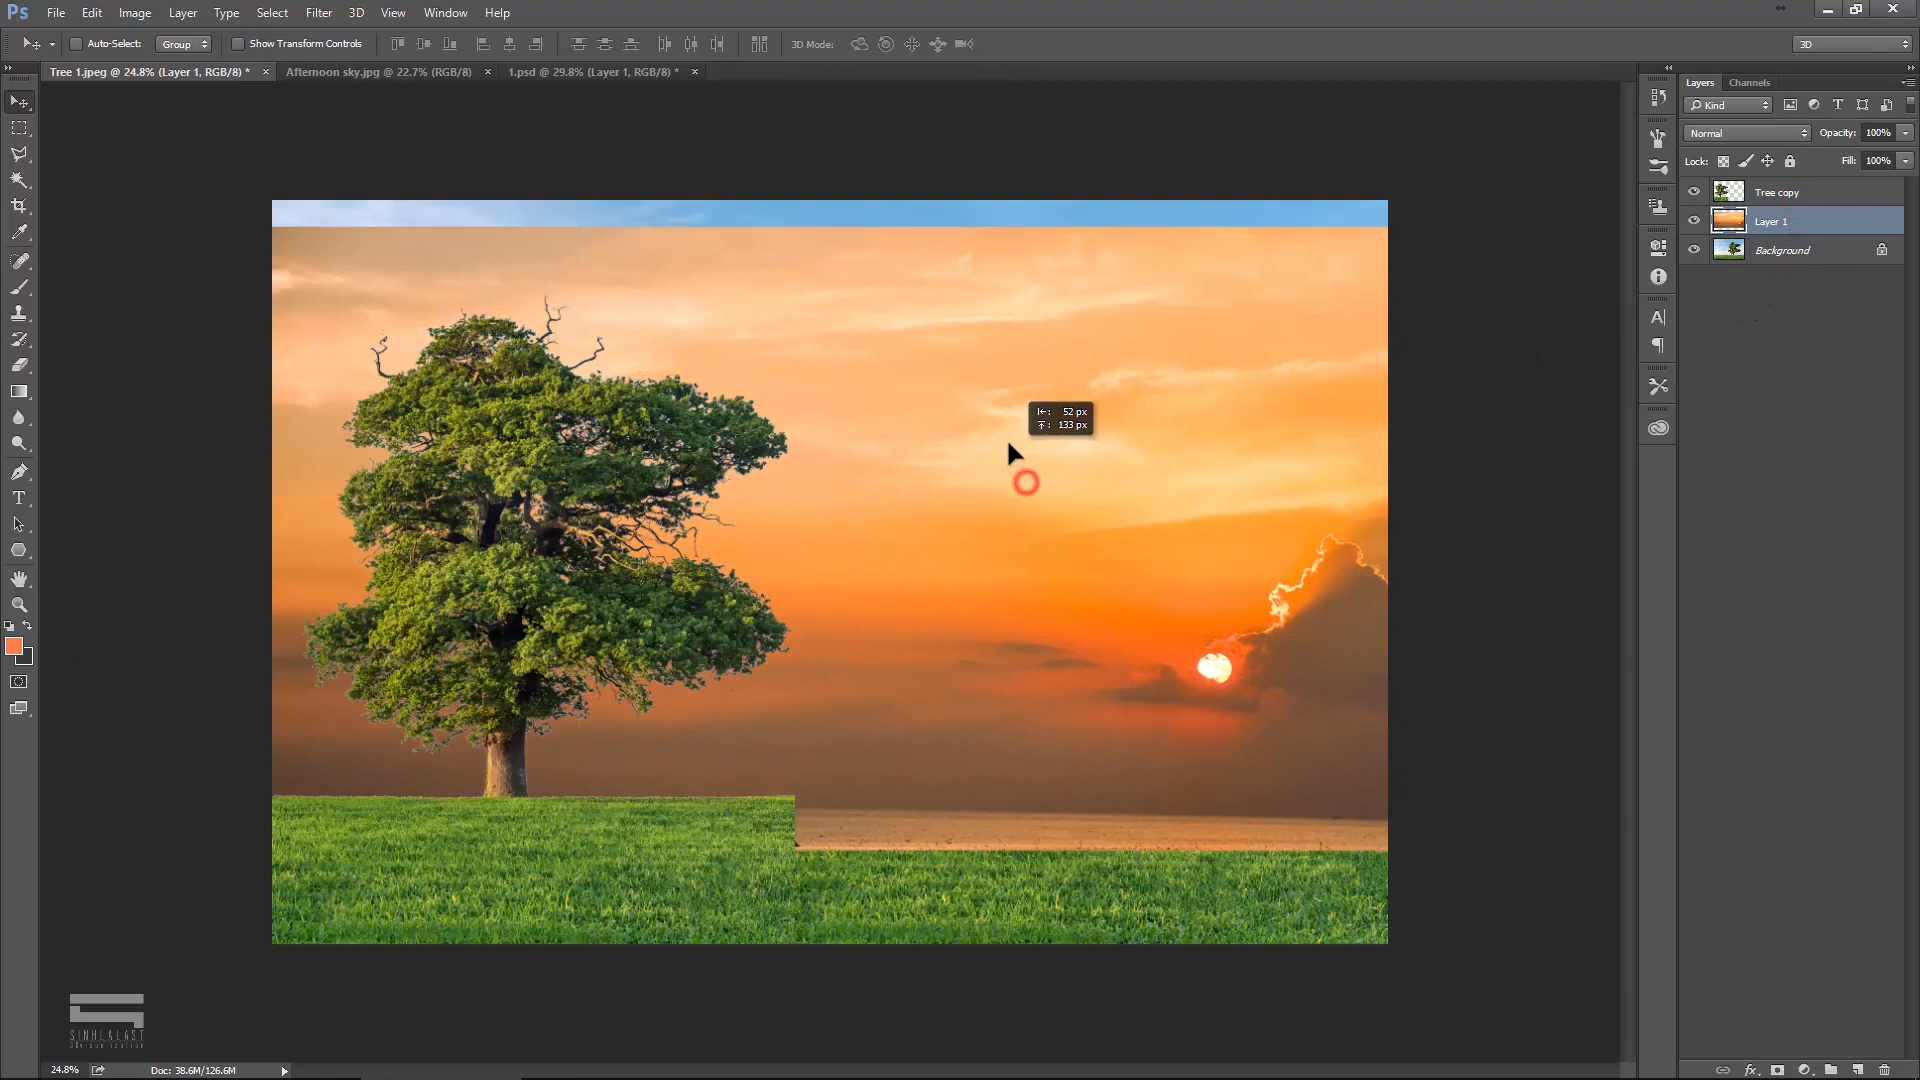 Ps File Edit Image Layer Type Select Filter 3D View Window Help
Auto-Select: Group Show Transform Controls 3D Mode: 3D
Tree 1.jpeg @ 24.8% (Layer 1, RGB/8) * Afternoon sky.jpg @ 22.7% (RGB/8) 1.psd @ 29.8% (Layer 1, RGB/8) *
Layers Channels
Kind
Normal Opacity: 100%
Lock: Fill: 100%
Tree copy
Layer 1
Background
52 px
133 px
SINHLALAST
24.8% Doc: 38.6M/126.6M